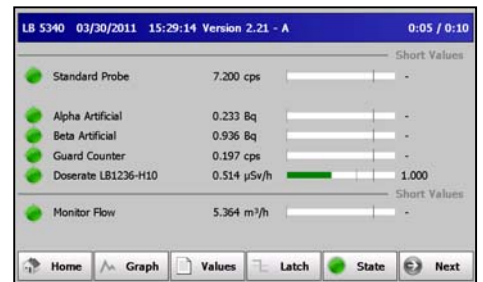 LB 5340 03/30/2011 15:29:14 Version 2.21 - A 0:05 / 0:10
Short Values
Standard Probe 7.200 cps -
Alpha Artificial 0.233 Bq -
Beta Artificial 0.936 Bq -
Guard Counter 0.197 cps -
Doserate LB1236-H10 0.514 µSv/h 1.000
Short Values
Monitor Flow 5.364 m³/h -
Home Graph Values Latch State Next